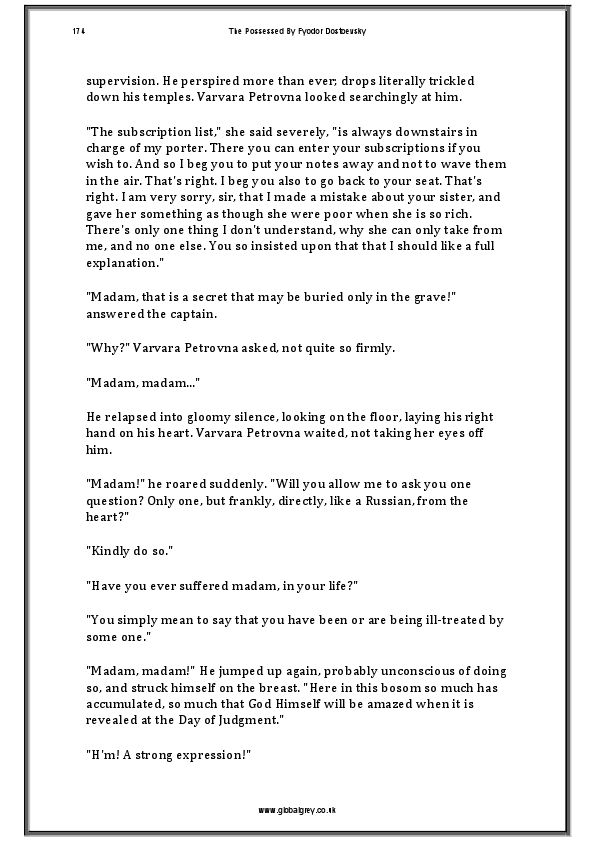 174
The Possessed By Fyodor Dostoevsky
supervision. He perspired more than ever; drops literally trickled
down his temples. Varvara Petrovna looked searchingly at him.
"The subscription list," she said severely, "is always downstairs in
charge of my porter. There you can enter your subscriptions if you
wish to. And so I beg you to put your notes away and not to wave them
in the air. That's right. I beg you also to go back to your seat. That's
right. I am very sorry, sir, that I made a mistake about your sister, and
gave her something as though she were poor when she is so rich.
There's only one thing I don't understand, why she can only take from
me, and no one else. You so insisted upon that that I should like a full
explanation."
"Madam, that is a secret that may be buried only in the grave!"
answered the captain.
"Why?" Varvara Petrovna asked, not quite so firmly.
"Madam, madam..."
He relapsed into gloomy silence, looking on the floor, laying his right
hand on his heart. Varvara Petrovna waited, not taking her eyes off
him.
"Madam!" he roared suddenly. "Will you allow me to ask you one
question? Only one, but frankly, directly, like a Russian, from the
heart?"
"Kindly do so."
"Have you ever suffered madam, in your life?"
"You simply mean to say that you have been or are being ill-treated by
some one."
"Madam, madam!" He jumped up again, probably unconscious of doing
so, and struck himself on the breast. "Here in this bosom so much has
accumulated, so much that God Himself will be amazed when it is
revealed at the Day of Judgment."
"H'm! A strong expression!"
www.globalgrey.co.uk